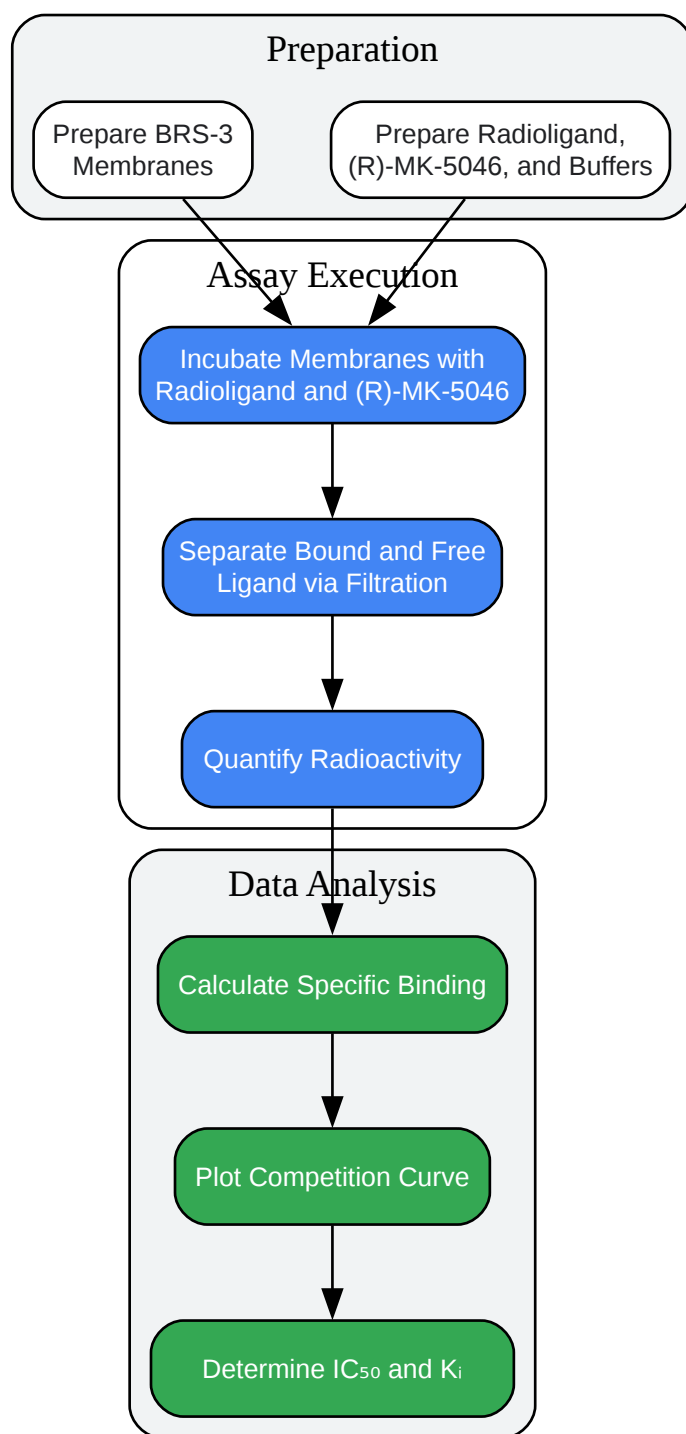 Preparation
Prepare BRS-3
Membranes
Prepare Radioligand,
(R)-MK-5046, and Buffers
Assay Execution
Incubate Membranes with
Radioligand and (R)-MK-5046
Separate Bound and Free
Ligand via Filtration
Quantify Radioactivity
Data Analysis
Calculate Specific Binding
Plot Competition Curve
Determine IC₅₀ and Kᵢ